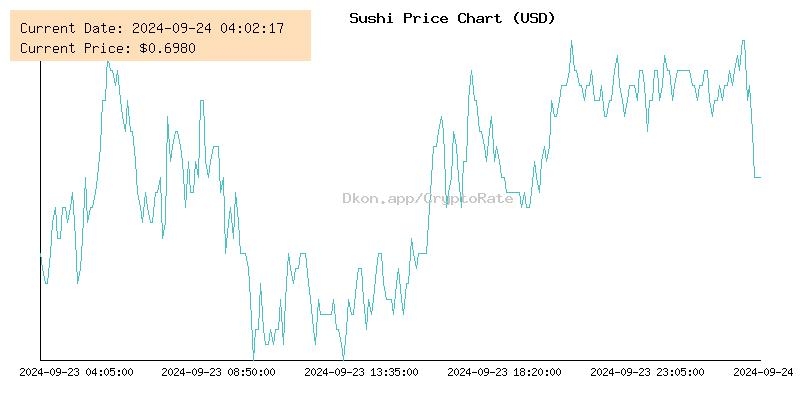 Sushi Price Chart (USD)
Current Date: 2024-09-24 04:02:17
Current Price: $0.6980
Dkon.app/CryptoRate
2024-09-23 04:05:00 2024-09-23 08:50:00 2024-09-23 13:35:00 2024-09-23 18:20:00 2024-09-23 23:05:00 2024-09-24